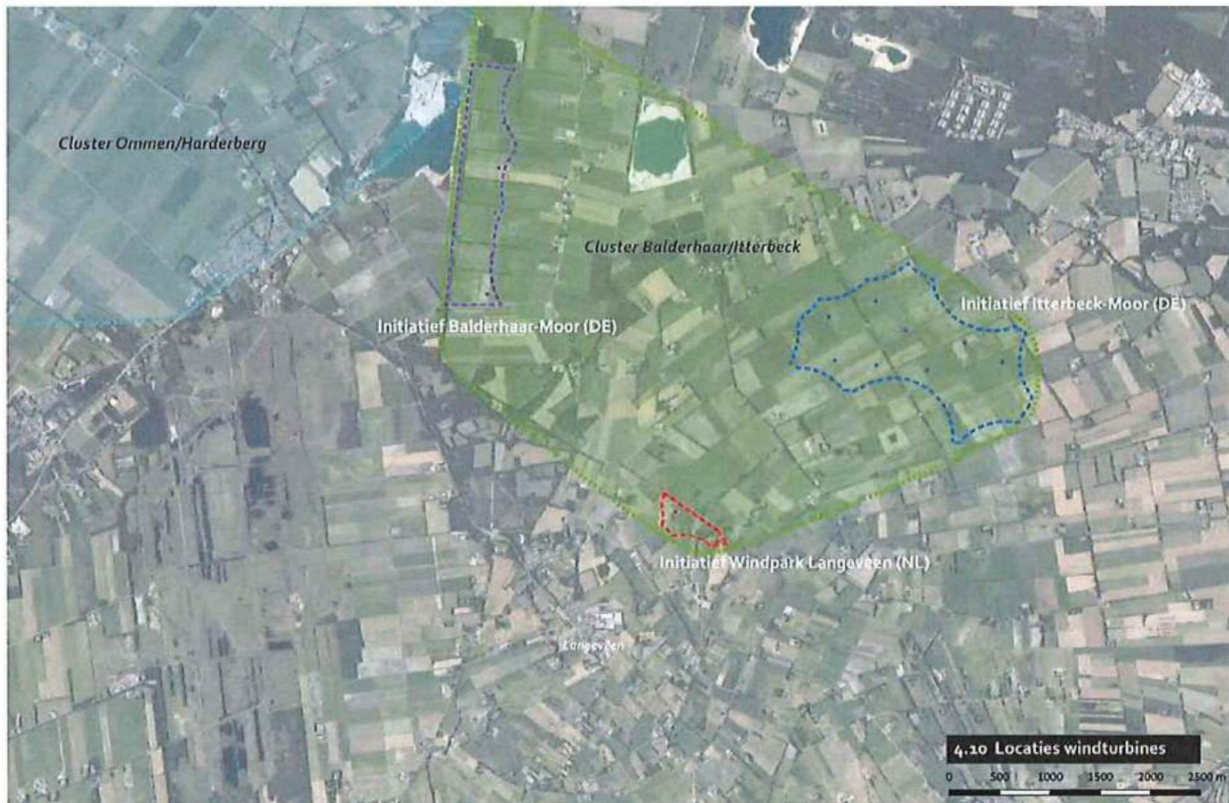 Cluster Ommen/Harderberg
Cluster Balderhaar/Itterbeck
Initiatief Itterbeck-Moor (DE)
Initiatief Balderhaar-Moor (DE)
Initiatief Windpark Langeveen (NL)
Langeveen
4.10 Locaties windturbines
0 500 1000 1500 2000 2500 m